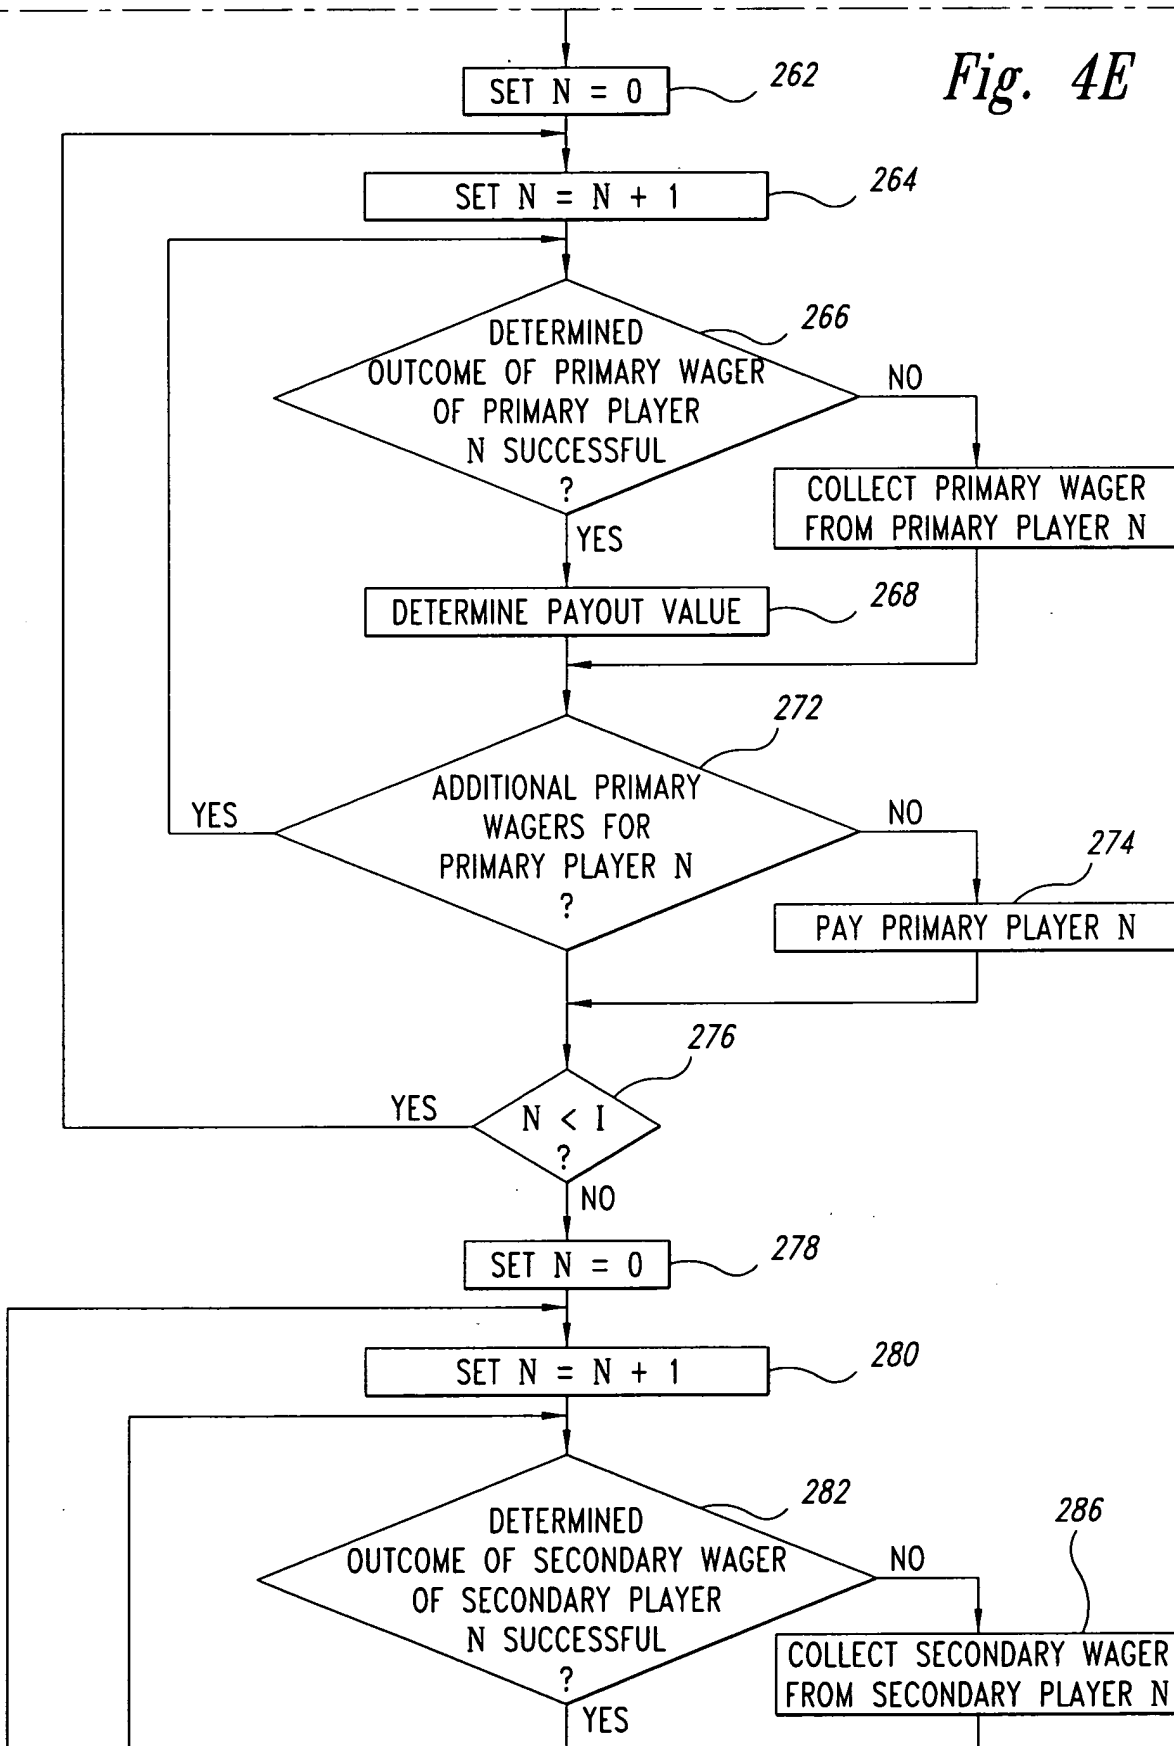 Fig. 4E
SET N = 0
262
SET N = N + 1
264
DETERMINED
OUTCOME OF PRIMARY WAGER
OF PRIMARY PLAYER
N SUCCESSFUL
?
266
NO
COLLECT PRIMARY WAGER
FROM PRIMARY PLAYER N
YES
DETERMINE PAYOUT VALUE
268
272
ADDITIONAL PRIMARY
WAGERS FOR
PRIMARY PLAYER N
?
YES
NO
274
PAY PRIMARY PLAYER N
276
N < I
?
YES
NO
SET N = 0
278
SET N = N + 1
280
DETERMINED
OUTCOME OF SECONDARY WAGER
OF SECONDARY PLAYER
N SUCCESSFUL
?
282
NO
286
COLLECT SECONDARY WAGER
FROM SECONDARY PLAYER N
YES